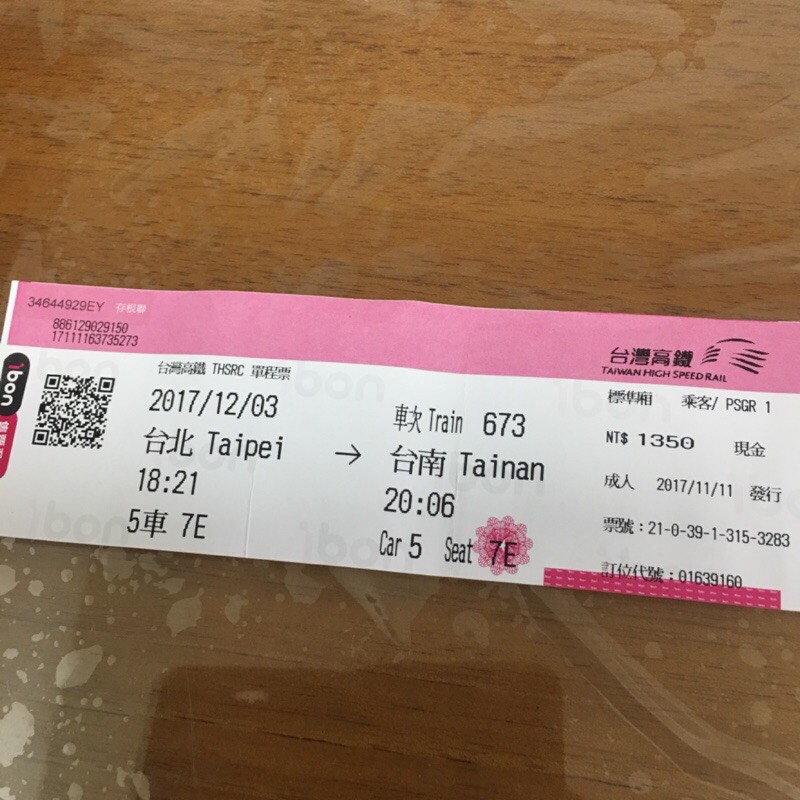 34644929EY 存根聯
886129029150
17111163735273
台灣高鐵
TAIWAN HIGH SPEED RAIL
ibon
台灣高鐵 THSRC 單程票
2017/12/03
台北 Taipei
18:21
5車 7E
→
車次 Train 673
台南 Tainan
20:06
Car 5 Seat 7E
標準廂 乘客/ PSGR 1
NT$ 1350 現金
成人 2017/11/11 發行
票號:21-0-39-1-315-3283
訂位代號:01639160